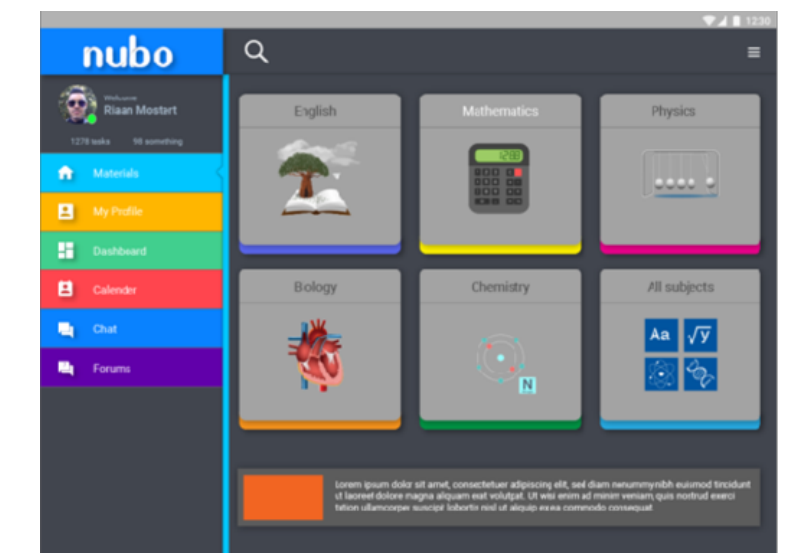 12:30
nubo
Welcome
Riaan Mostert
1278 tasks 98 something
Materials
My Profile
Dashboard
Calender
Chat
Forums
English
Mathematics
1288
Physics
Biology
Chemistry
N
All subjects
Aa √y
Lorem ipsum dolor sit amet, consectetuer adipiscing elit, sed diam nonummy nibh euismod tincidunt
ut laoreet dolore magna aliquam erat volutpat. Ut wisi enim ad minim veniam, quis nostrud exerci
tation ullamcorper suscipit lobortis nisl ut aliquip ex ea commodo consequat